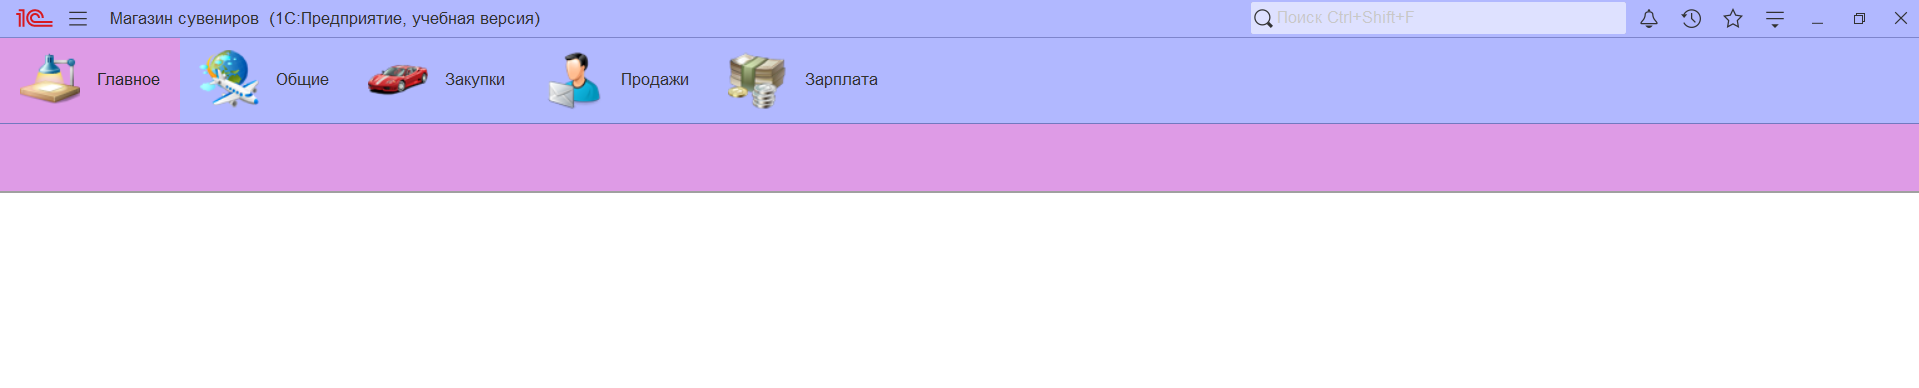 1С Магазин сувениров (1С:Предприятие, учебная версия) Поиск Ctrl+Shift+F
Главное Общие Закупки Продажи Зарплата